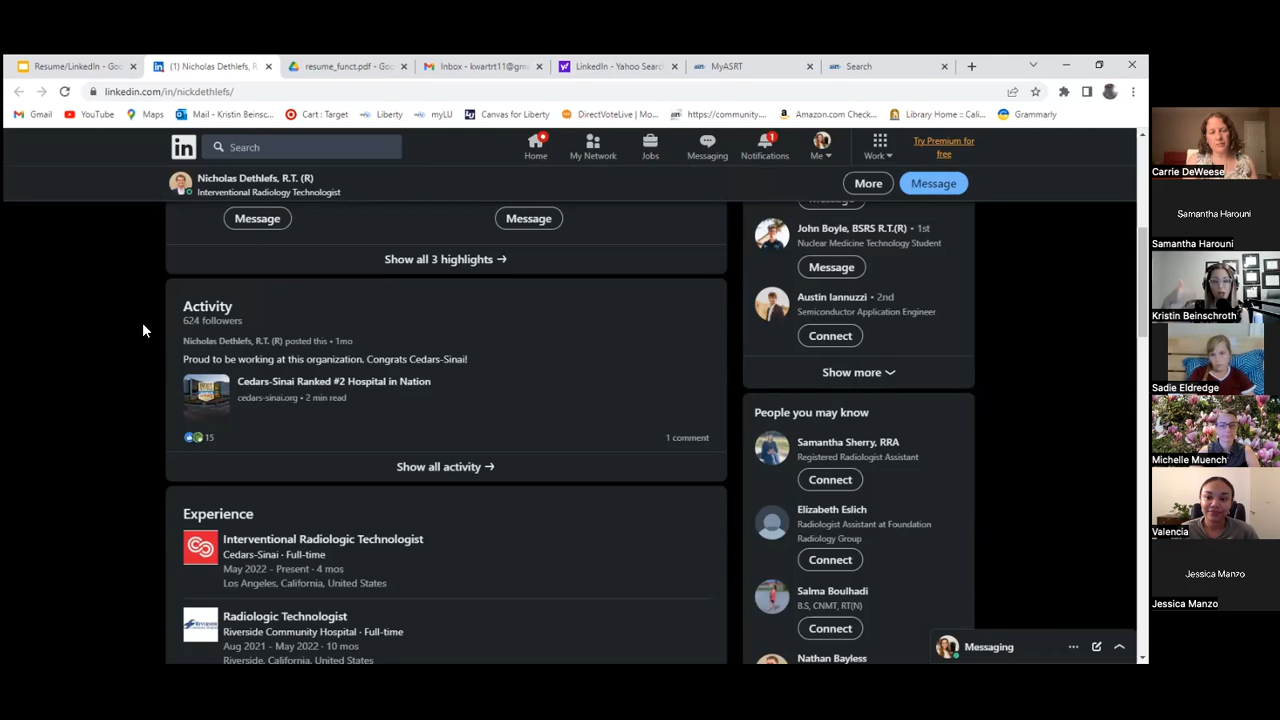 Resume/LinkedIn - Goo
(1) Nicholas Dethlefs, R.
resume_funct.pdf - Goo
Inbox - kwartrt11@gm
LinkedIn - Yahoo Searc
MyASRT
Search
linkedin.com/in/nickdethlefs/
Gmail
YouTube
Maps
Mail - Kristin Beinsc...
Cart : Target
Liberty
myLU
Canvas for Liberty
DirectVoteLive | Mo...
https://community....
Amazon.com Check...
Library Home :: Cali...
Grammarly
in
Search
Home
My Network
Jobs
Messaging
1
Notifications
Me
Work
Try Premium for
free
Nicholas Dethlefs, R.T. (R)
Interventional Radiology Technologist
More
Message
Message
Message
Show all 3 highlights →
Activity
624 followers
Nicholas Dethlefs, R.T. (R) posted this • 1mo
Proud to be working at this organization. Congrats Cedars-Sinai!
Cedars-Sinai Ranked #2 Hospital in Nation
cedars-sinai.org • 2 min read
15
1 comment
Show all activity →
Experience
Interventional Radiologic Technologist
Cedars-Sinai · Full-time
May 2022 - Present · 4 mos
Los Angeles, California, United States
Radiologic Technologist
Riverside Community Hospital · Full-time
Aug 2021 - May 2022 · 10 mos
Riverside, California, United States
Message
John Boyle, BSRS R.T.(R) • 1st
Nuclear Medicine Technology Student
Message
Austin Iannuzzi • 2nd
Semiconductor Application Engineer
Connect
Show more
People you may know
Samantha Sherry, RRA
Registered Radiologist Assistant
Connect
Elizabeth Eslich
Radiologist Assistant at Foundation
Radiology Group
Connect
Salma Boulhadi
B.S, CNMT, RT(N)
Connect
Nathan Bayless
Messaging
Carrie DeWeese
Samantha Harouni
Samantha Harouni
Kristin Beinschroth
Sadie Eldredge
Michelle Muench
Valencia
Jessica Manzo
Jessica Manzo